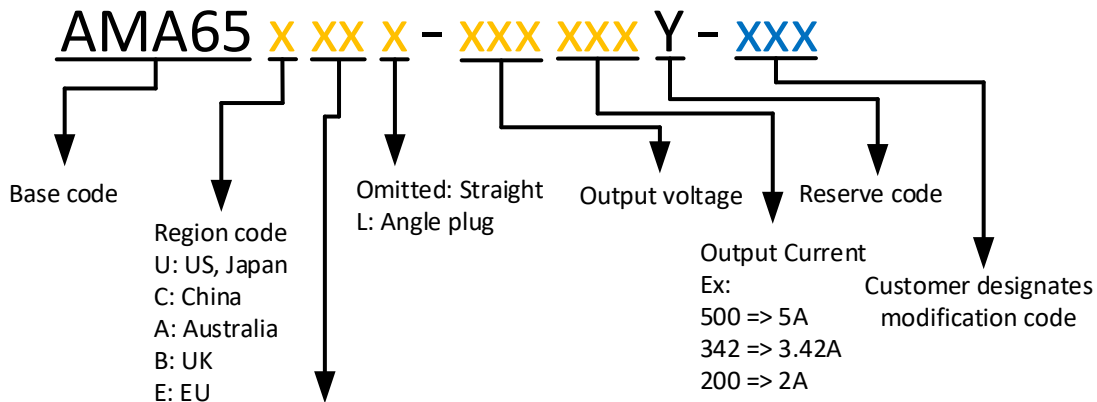 AMA65 x xx x - xxx xxx Y - xxx
Base code
Region code
U: US, Japan
C: China
A: Australia
B: UK
E: EU
Omitted: Straight
L: Angle plug
Output voltage
Output Current
Ex:
500 => 5A
342 => 3.42A
200 => 2A
Reserve code
Customer designates
modification code